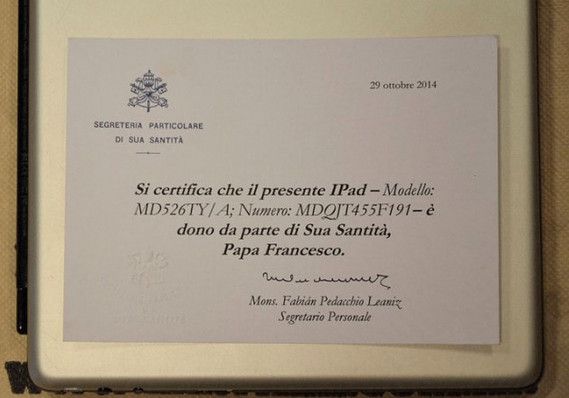 29 ottobre 2014
SEGRETERIA PARTICOLARE
DI SUA SANTITÀ
Si certifica che il presente IPad – Modello:
MD526TY/A; Numero: MDQJT455F191– è
dono da parte di Sua Santità,
Papa Francesco.
Mons. Fabián Pedacchio Leaniz
Segretario Personale